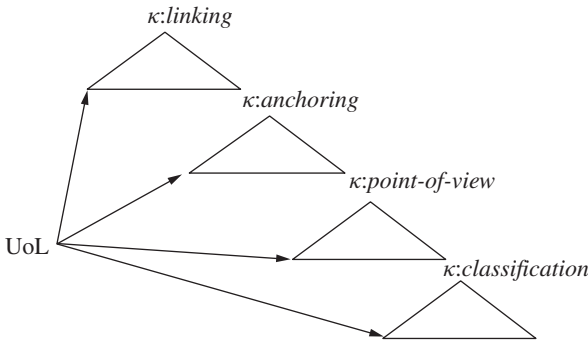 κ:linking
κ:anchoring
κ:point-of-view
UoL
κ:classification